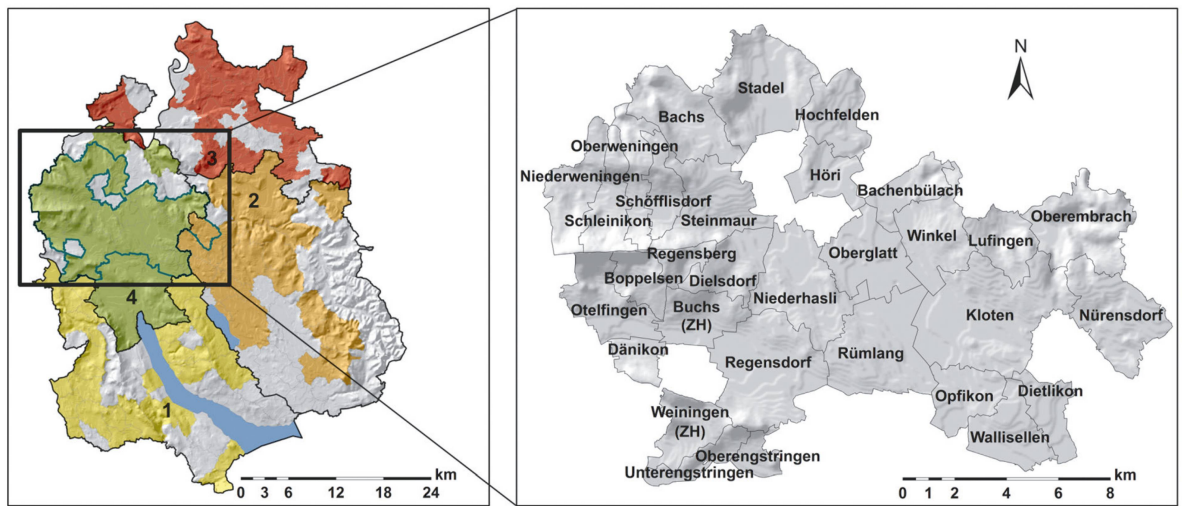 3
2
4
1
km
0 3 6 12 18 24
N
Stadel
Bachs
Hochfelden
Oberweningen
Höri
Niederweningen
Bachenbülach
Schöfflisdorf
Schleinikon
Steinmaur
Oberembrach
Winkel
Lufingen
Regensberg
Oberglatt
Boppelsen
Dielsdorf
Niederhasli
Otelfingen
Buchs
(ZH)
Kloten
Nürensdorf
Dänikon
Regensdorf
Rümlang
Opfikon
Dietlikon
Weiningen
(ZH)
Wallisellen
Oberengstringen
Unterengstringen
km
0 1 2 4 6 8